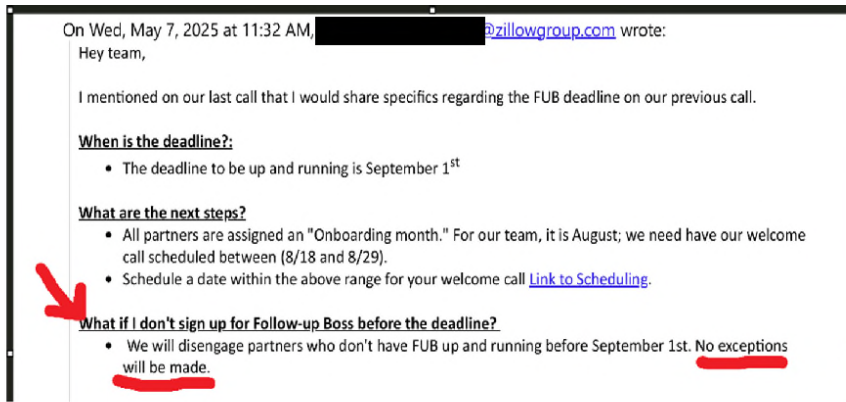 On Wed, May 7, 2025 at 11:32 AM, @zillowgroup.com wrote:
Hey team,
I mentioned on our last call that I would share specifics regarding the FUB deadline on our previous call.
When is the deadline?:
• The deadline to be up and running is September 1st
What are the next steps?
• All partners are assigned an "Onboarding month." For our team, it is August; we need have our welcome
call scheduled between (8/18 and 8/29).
• Schedule a date within the above range for your welcome call Link to Scheduling.
What if I don't sign up for Follow-up Boss before the deadline?
• We will disengage partners who don't have FUB up and running before September 1st. No exceptions
will be made.